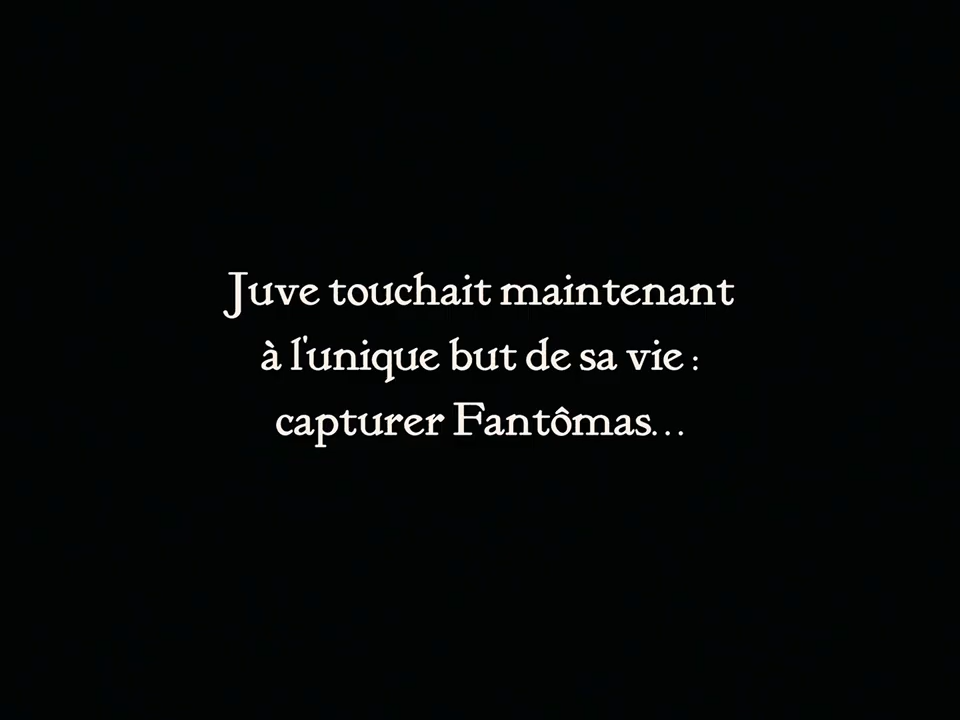 Juve touchait maintenant
à l'unique but de sa vie :
capturer Fantômas...